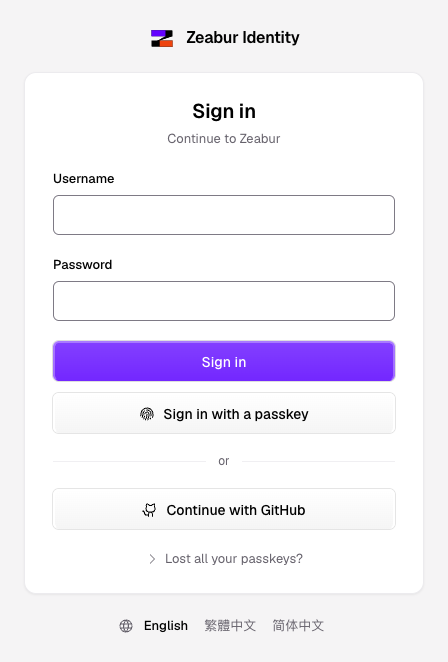 Zeabur Identity
Sign in
Continue to Zeabur
Username
Password
Sign in
Sign in with a passkey
or
Continue with GitHub
Lost all your passkeys?
English 繁體中文 简体中文